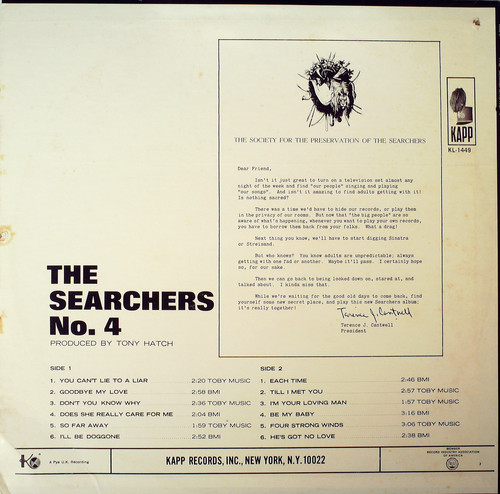 THE SOCIETY FOR THE PRESERVATION OF THE SEARCHERS
Dear Friend,
Isn't it just great to turn on a television set almost any
night of the week and find "our people" singing and playing
"our songs". And isn't it amazing to find adults getting with it!
Is nothing sacred?
There was a time we'd have to hide our records, or play them
in the privacy of our rooms. But now that "the big people" are so
aware of what's happening, whenever you want to play your own records,
you have to borrow them back from your folks. What a drag!
Next thing you know, we'll have to start digging Sinatra
or Streisand.
But who knows? You know adults are unpredictable; always
getting with one fad or another. Maybe it'll pass. I certainly hope
so, for our sake.
Then we can go back to being looked down on, stared at, and
talked about. I kinda miss that.
While we're waiting for the good old days to come back, find
yourself some new secret place, and play this new Searchers album:
it's really together!
Terence J. Cantwell
Terence J. Cantwell
President
KAPP
KL-1449
THE
SEARCHERS
No. 4
PRODUCED BY TONY HATCH
SIDE 1
1. YOU CAN'T LIE TO A LIAR 2:20 TOBY MUSIC
2. GOODBYE MY LOVE 2:58 BMI
3. DON'T YOU KNOW WHY 2:36 TOBY MUSIC
4. DOES SHE REALLY CARE FOR ME 2:04 BMI
5. SO FAR AWAY 1:59 TOBY MUSIC
6. I'LL BE DOGGONE 2:52 BMI
SIDE 2
1. EACH TIME 2:46 BMI
2. TILL I MET YOU 2:57 TOBY MUSIC
3. I'M YOUR LOVING MAN 1:57 TOBY MUSIC
4. BE MY BABY 3:16 BMI
5. FOUR STRONG WINDS 3:06 TOBY MUSIC
6. HE'S GOT NO LOVE 2:38 BMI
K
A Pye U.K. Recording
KAPP RECORDS, INC., NEW YORK, N.Y. 10022
MEMBER
RECORD INDUSTRY ASSOCIATION
OF AMERICA